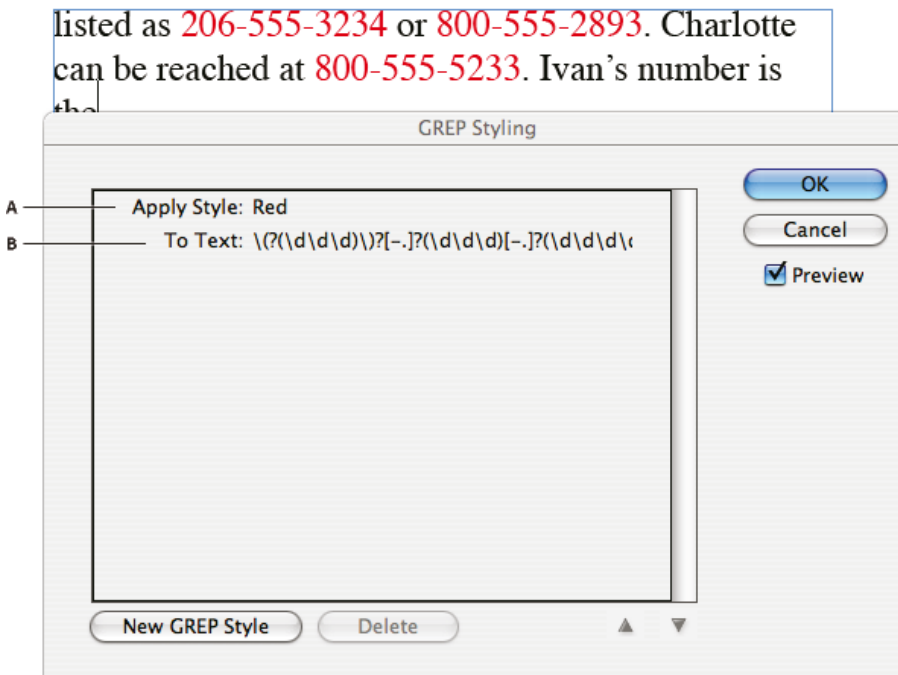 listed as 206-555-3234 or 800-555-2893. Charlotte
can be reached at 800-555-5233. Ivan’s number is
the
GREP Styling
A
Apply Style: Red
B
To Text: \(?(\d\d\d)\)?[-.]?(\d\d\d)[-.]?(\d\d\d\
OK
Cancel
Preview
New GREP Style
Delete